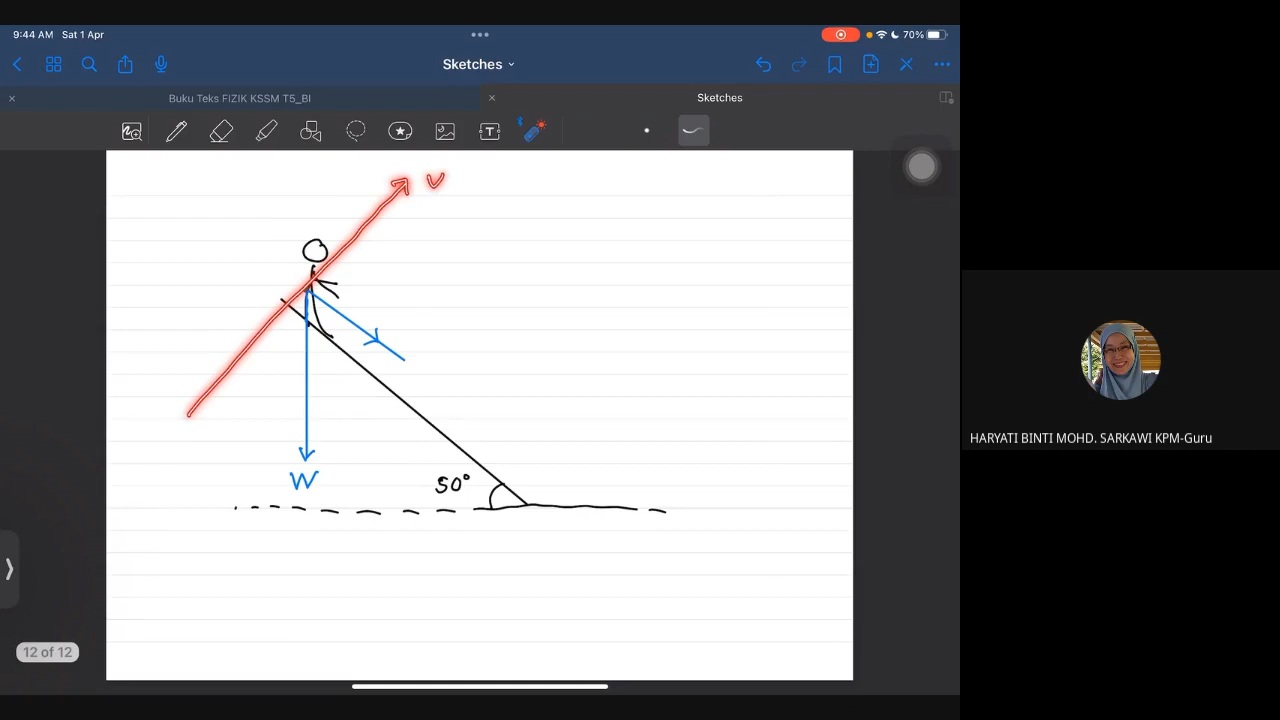 9:44 AM Sat 1 Apr
70%
Sketches
Buku Teks FIZIK KSSM T5_BI
Sketches
T
v
W
50°
12 of 12
HARYATI BINTI MOHD. SARKAWI KPM-Guru